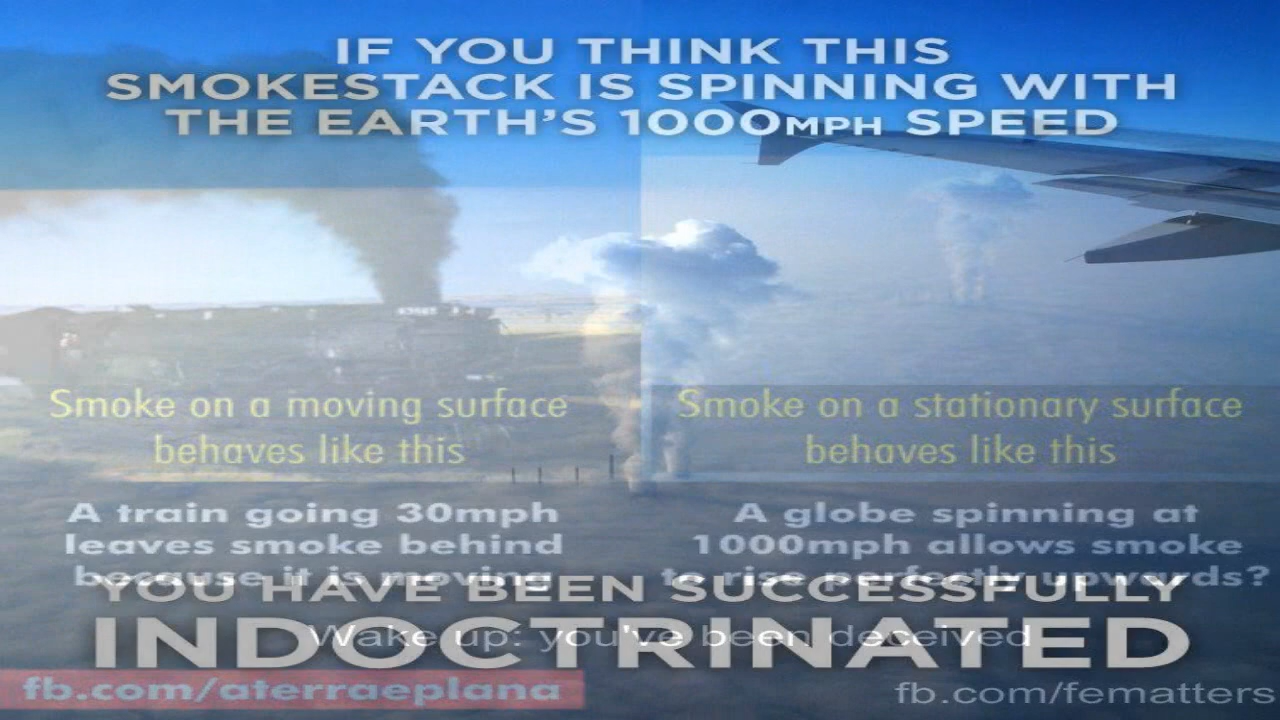 IF YOU THINK THIS
SMOKESTACK IS SPINNING WITH
THE EARTH'S 1000MPH SPEED
Smoke on a moving surface
behaves like this
Smoke on a stationary surface
behaves like this
A train going 30mph
leaves smoke behind
because it is moving
A globe spinning at
1000mph allows smoke
to rise perfectly upwards?
YOU HAVE BEEN SUCCESSFULLY
INDOCTRINATED
Wake up: you've been deceived
fb.com/aterraeplana
fb.com/fematters